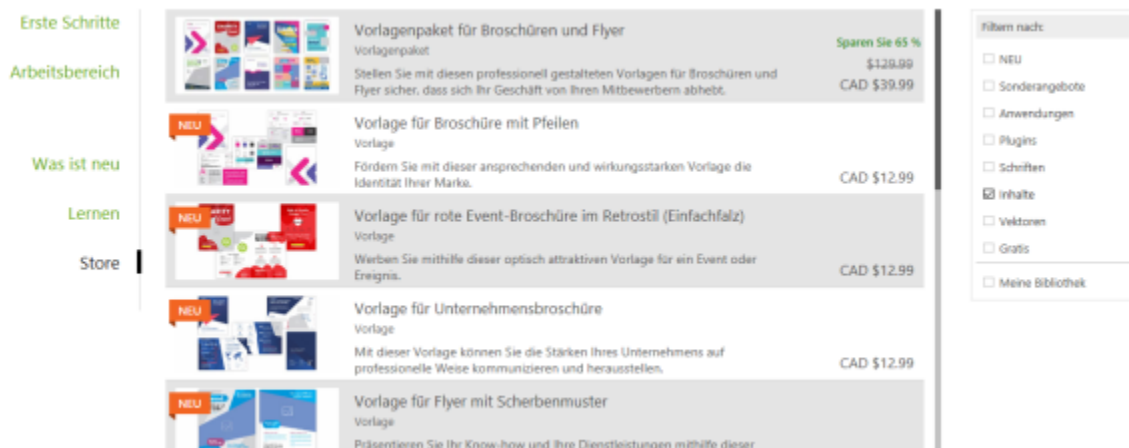 Erste Schritte
Arbeitsbereich
Was ist neu
Lernen
Store
Vorlagenpaket für Broschüren und Flyer
Vorlagenpaket
Stellen Sie mit diesen professionell gestalteten Vorlagen für Broschüren und
Flyer sicher, dass sich Ihr Geschäft von Ihren Mitbewerbern abhebt.
Sparen Sie 65 %
$129.99
CAD $39.99
NEU
Vorlage für Broschüre mit Pfeilen
Vorlage
Fördern Sie mit dieser ansprechenden und wirkungsstarken Vorlage die
Identität Ihrer Marke.
CAD $12.99
NEU
Vorlage für rote Event-Broschüre im Retrostil (Einfachfalz)
Vorlage
Werben Sie mithilfe dieser optisch attraktiven Vorlage für ein Event oder
Ereignis.
CAD $12.99
NEU
Vorlage für Unternehmensbroschüre
Vorlage
Mit dieser Vorlage können Sie die Stärken Ihres Unternehmens auf
professionelle Weise kommunizieren und herausstellen.
CAD $12.99
NEU
Vorlage für Flyer mit Scherbenmuster
Vorlage
Präsentieren Sie Ihr Know-how und Ihre Dienstleistungen mithilfe dieser
Filtern nach:
NEU
Sonderangebote
Anwendungen
Plugins
Schriften
Inhalte
Vektoren
Gratis
Meine Bibliothek